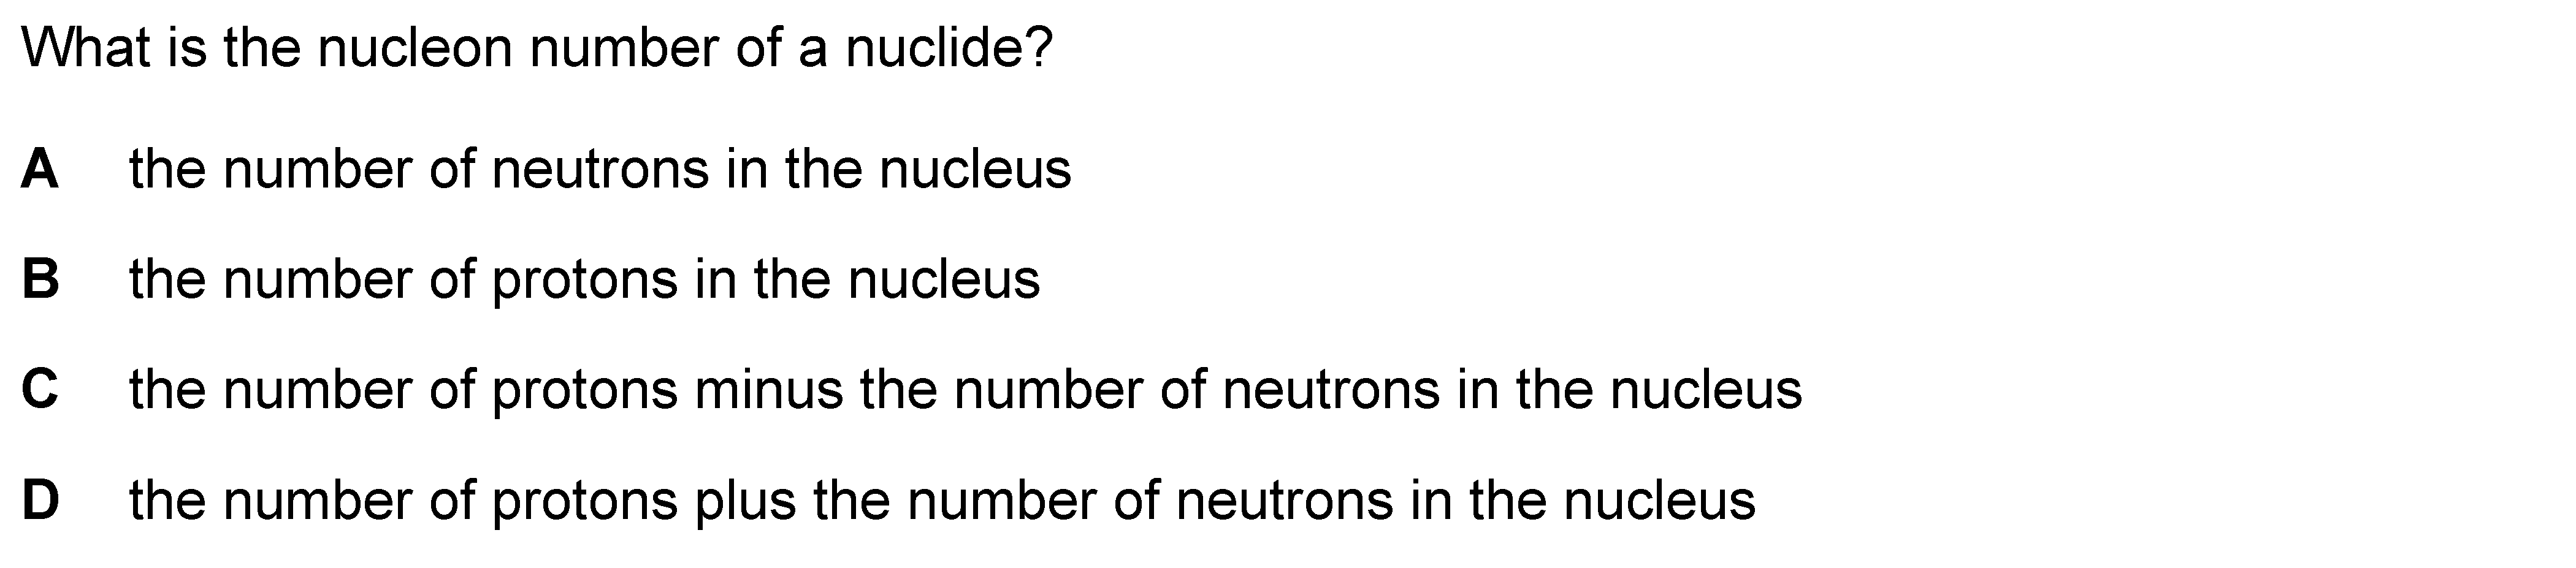 What is the nucleon number of a nuclide?
A the number of neutrons in the nucleus
B the number of protons in the nucleus
C the number of protons minus the number of neutrons in the nucleus
D the number of protons plus the number of neutrons in the nucleus